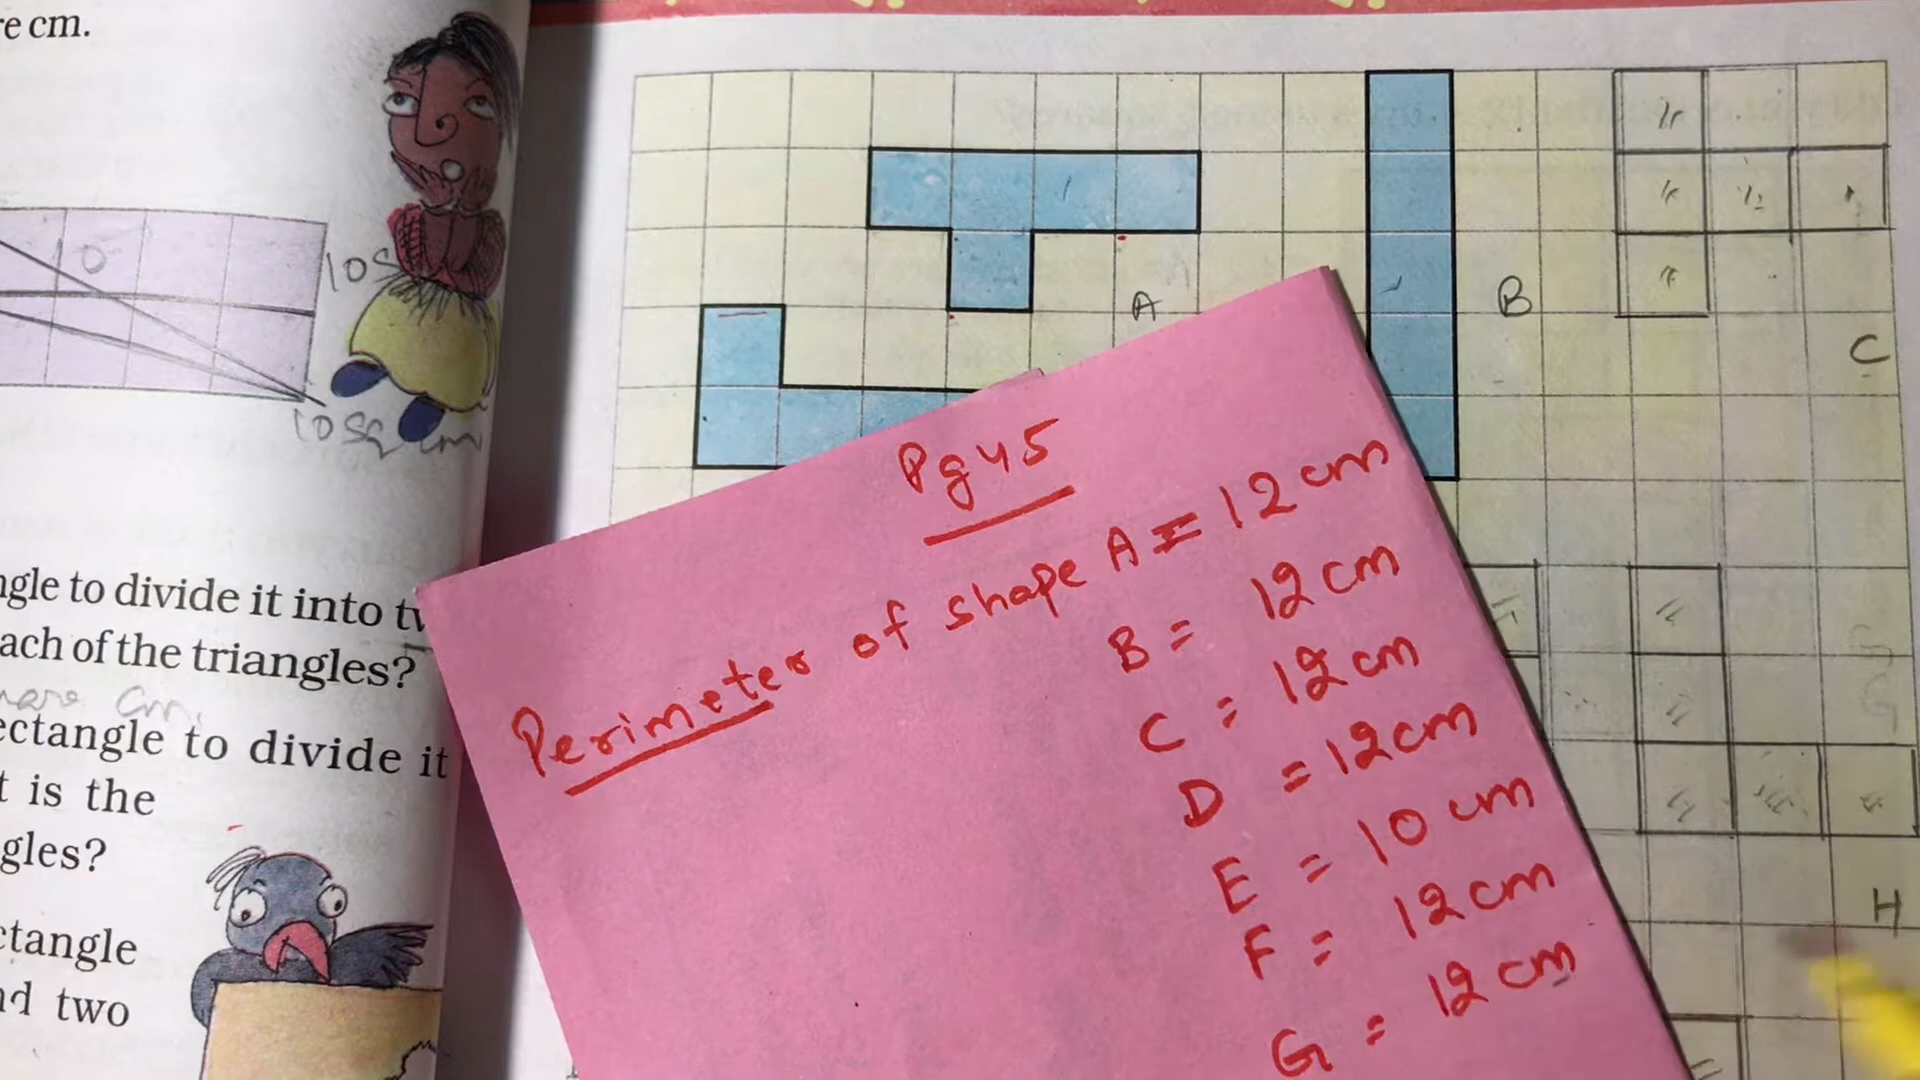 re cm.
10
10 sq cm
ngle to divide it into tw
ach of the triangles?
cm.
ectangle to divide it
t is the
gles?
ctangle
nd two
A
B
C
G
H
Pg 45
Perimeter of shape A = 12 cm
B = 12 cm
C = 12 cm
D = 12 cm
E = 10 cm
F = 12 cm
G = 12 cm